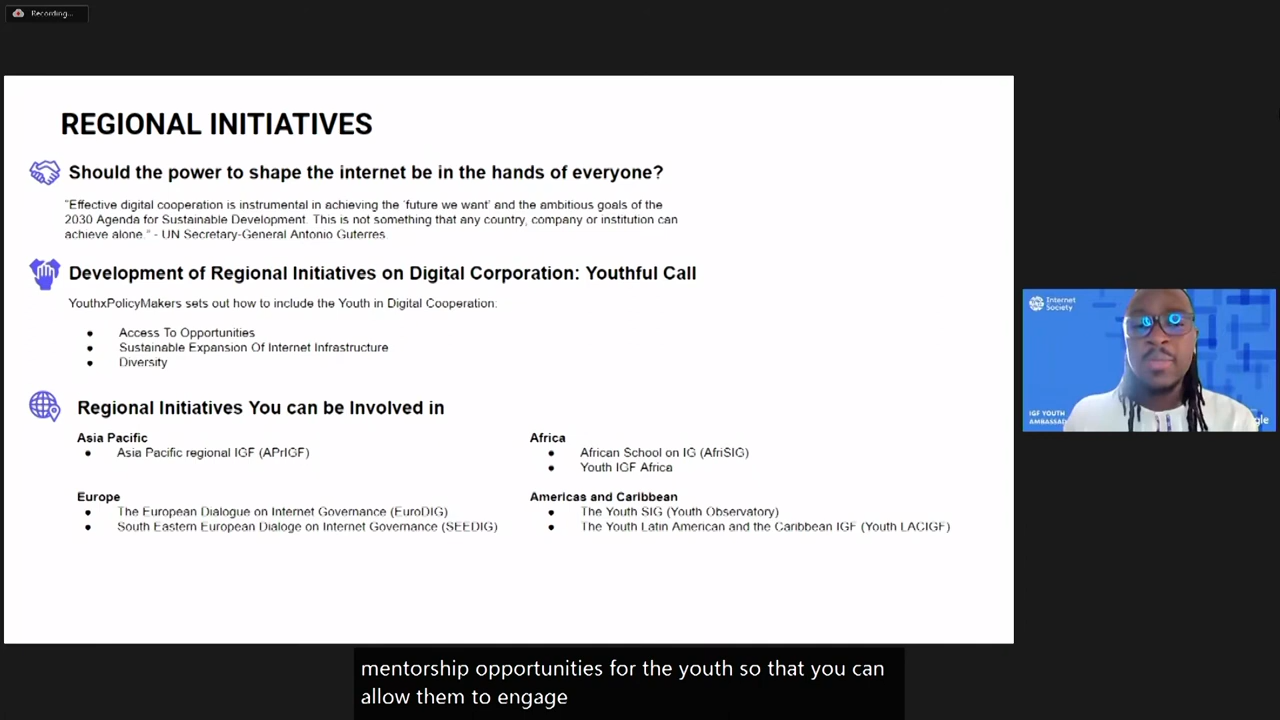 Recording...
REGIONAL INITIATIVES
Should the power to shape the internet be in the hands of everyone?
"Effective digital cooperation is instrumental in achieving the 'future we want' and the ambitious goals of the
2030 Agenda for Sustainable Development. This is not something that any country, company or institution can
achieve alone." - UN Secretary-General Antonio Guterres.
Development of Regional Initiatives on Digital Corporation: Youthful Call
YouthxPolicyMakers sets out how to include the Youth in Digital Cooperation:
● Access To Opportunities
● Sustainable Expansion Of Internet Infrastructure
● Diversity
Regional Initiatives You can be Involved in
Asia Pacific
● Asia Pacific regional IGF (APrIGF)
Europe
● The European Dialogue on Internet Governance (EuroDIG)
● South Eastern European Dialoge on Internet Governance (SEEDIG)
Africa
● African School on IG (AfriSIG)
● Youth IGF Africa
Americas and Caribbean
● The Youth SIG (Youth Observatory)
● The Youth Latin American and the Caribbean IGF (Youth LACIGF)
Internet
Society
IGF YOUTH
AMBASSAD
gle
mentorship opportunities for the youth so that you can
allow them to engage